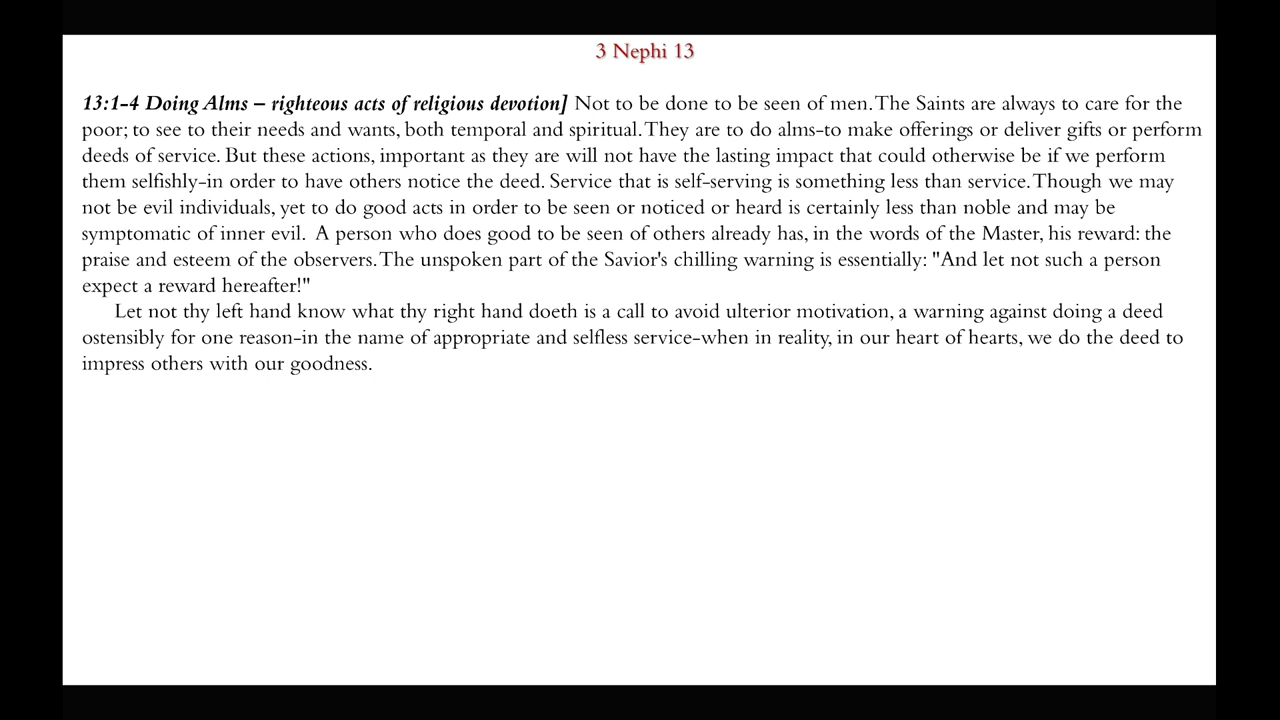 3 Nephi 13
13:1-4 Doing Alms – righteous acts of religious devotion] Not to be done to be seen of men. The Saints are always to care for the
poor; to see to their needs and wants, both temporal and spiritual. They are to do alms-to make offerings or deliver gifts or perform
deeds of service. But these actions, important as they are will not have the lasting impact that could otherwise be if we perform
them selfishly-in order to have others notice the deed. Service that is self-serving is something less than service. Though we may
not be evil individuals, yet to do good acts in order to be seen or noticed or heard is certainly less than noble and may be
symptomatic of inner evil.  A person who does good to be seen of others already has, in the words of the Master, his reward: the
praise and esteem of the observers. The unspoken part of the Savior's chilling warning is essentially: "And let not such a person
expect a reward hereafter!"
Let not thy left hand know what thy right hand doeth is a call to avoid ulterior motivation, a warning against doing a deed
ostensibly for one reason-in the name of appropriate and selfless service-when in reality, in our heart of hearts, we do the deed to
impress others with our goodness.